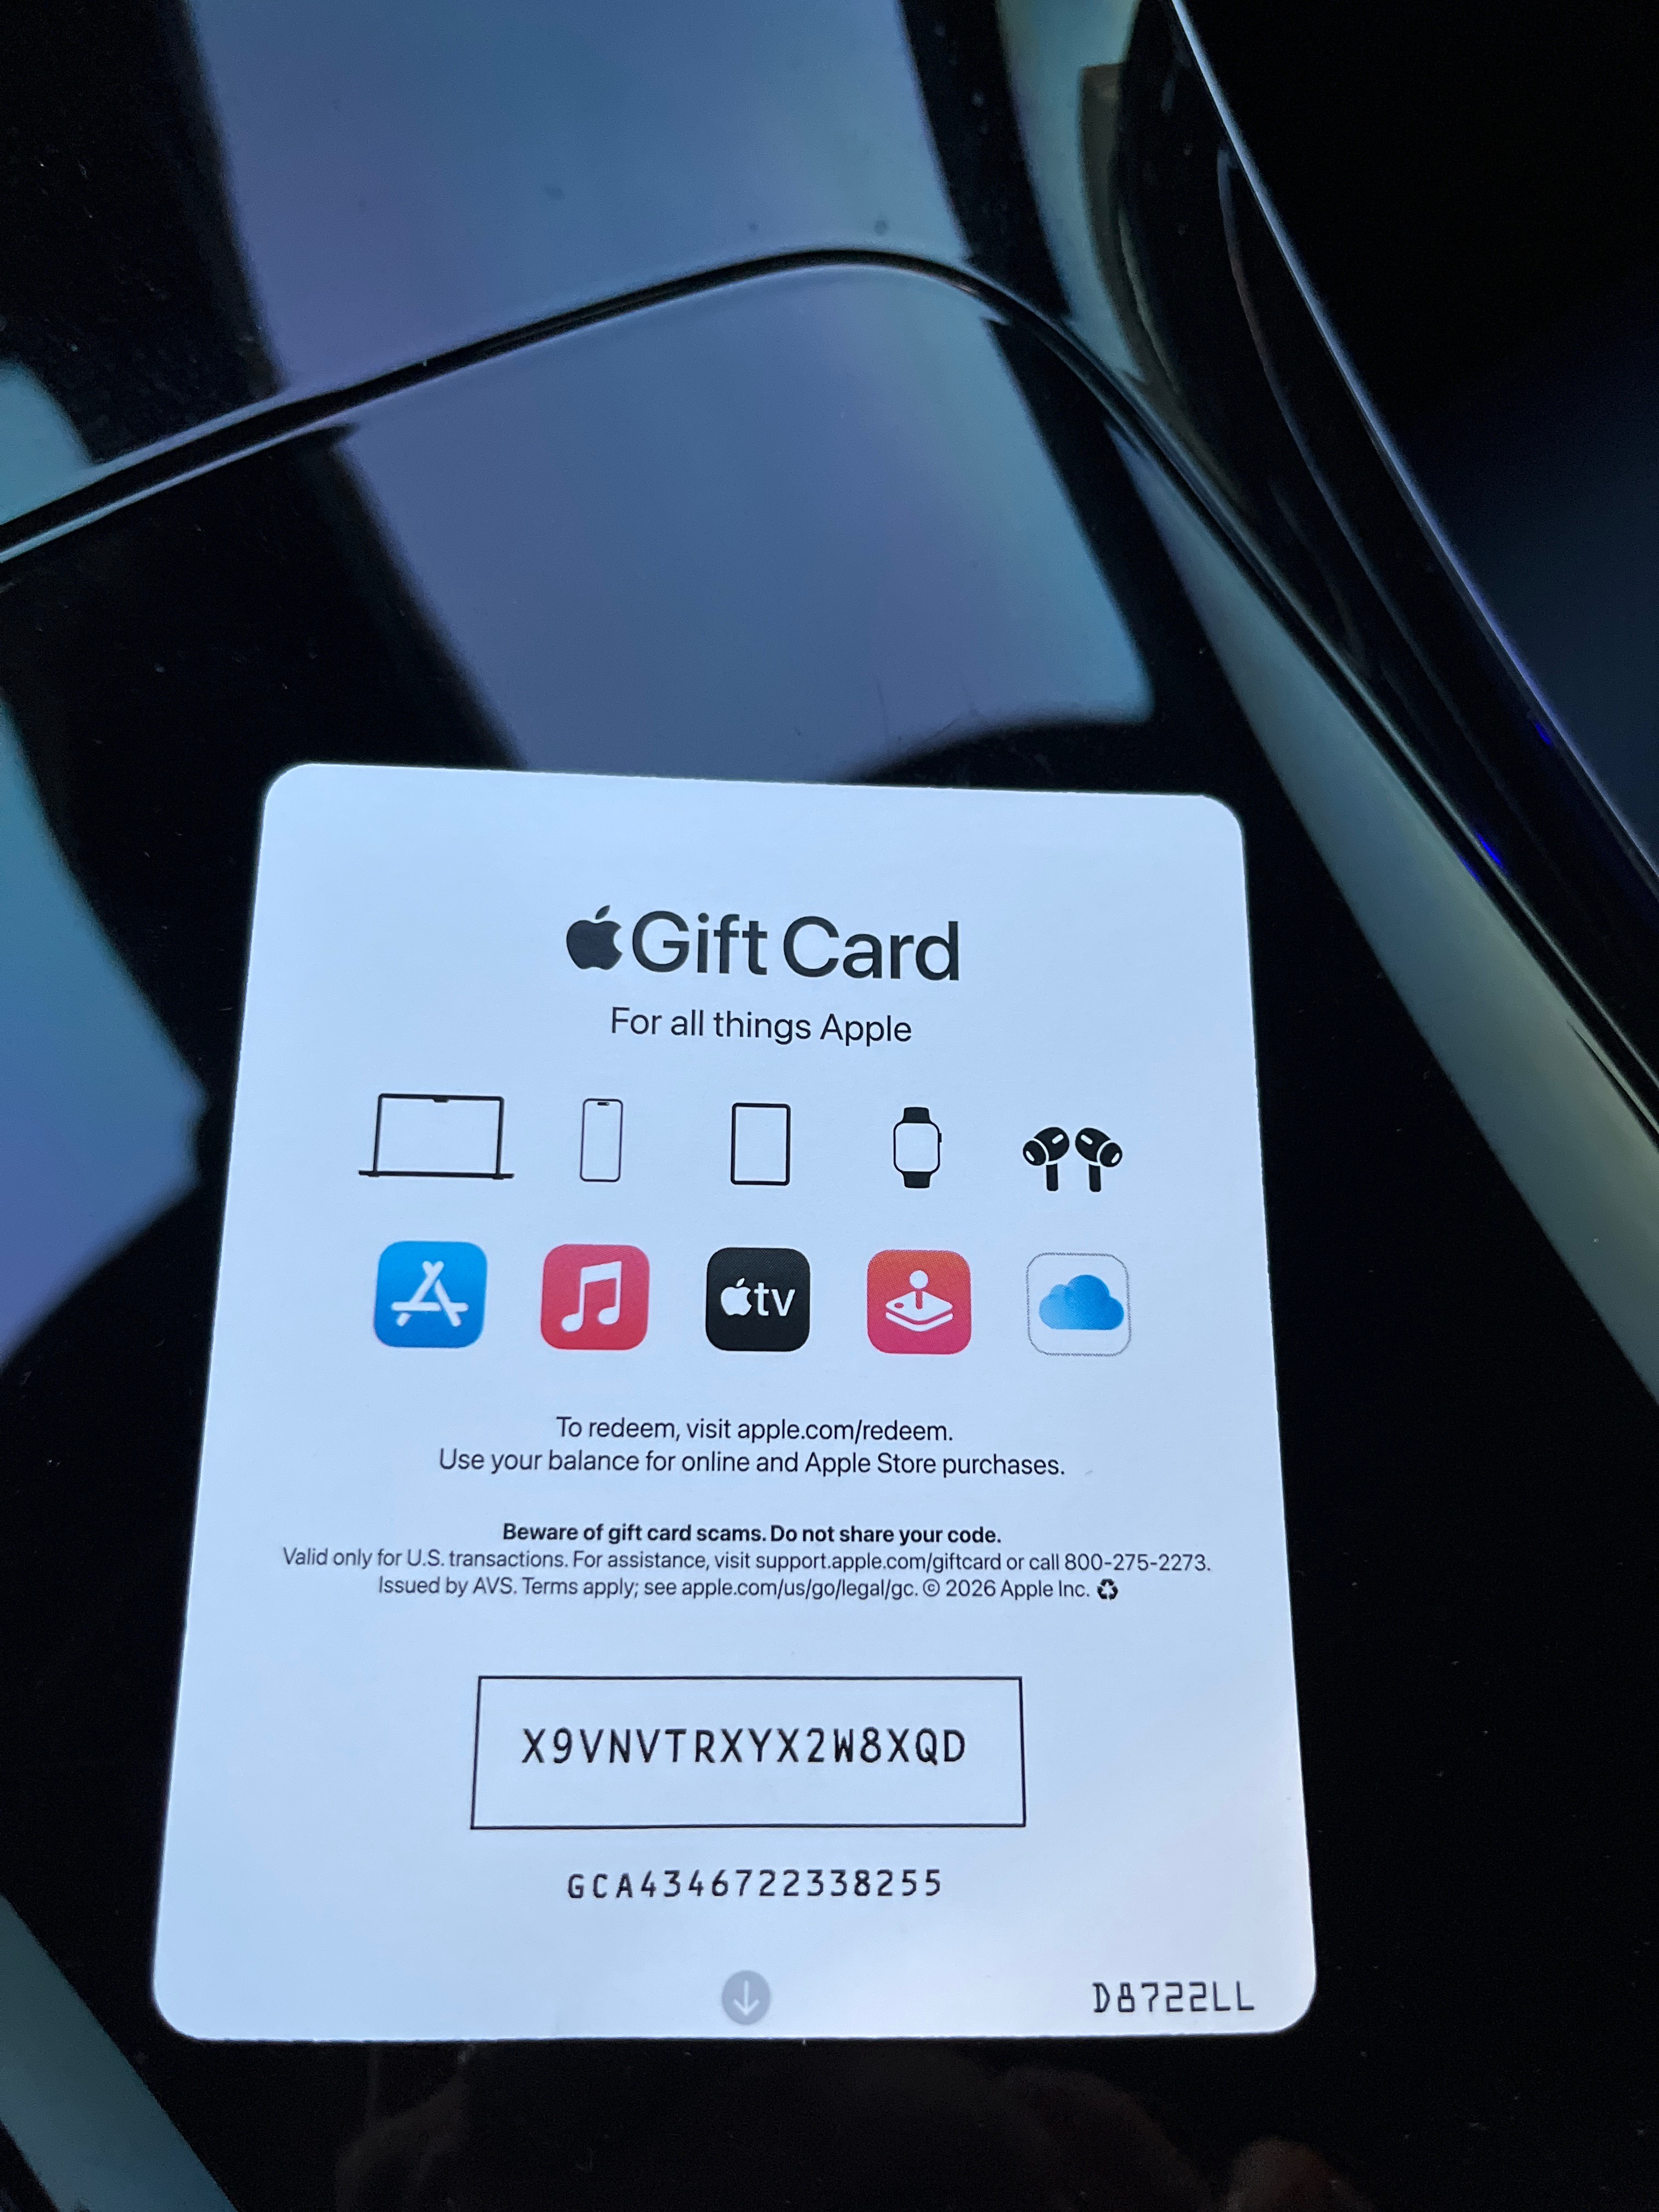 Gift Card
For all things Apple
tv
To redeem, visit apple.com/redeem.
Use your balance for online and Apple Store purchases.
Beware of gift card scams. Do not share your code.
Valid only for U.S. transactions. For assistance, visit support.apple.com/giftcard or call 800-275-2273.
Issued by AVS. Terms apply; see apple.com/us/go/legal/gc. © 2026 Apple Inc.
X9VNVTRXYX2W8XQD
GCA4346722338255
D8722LL